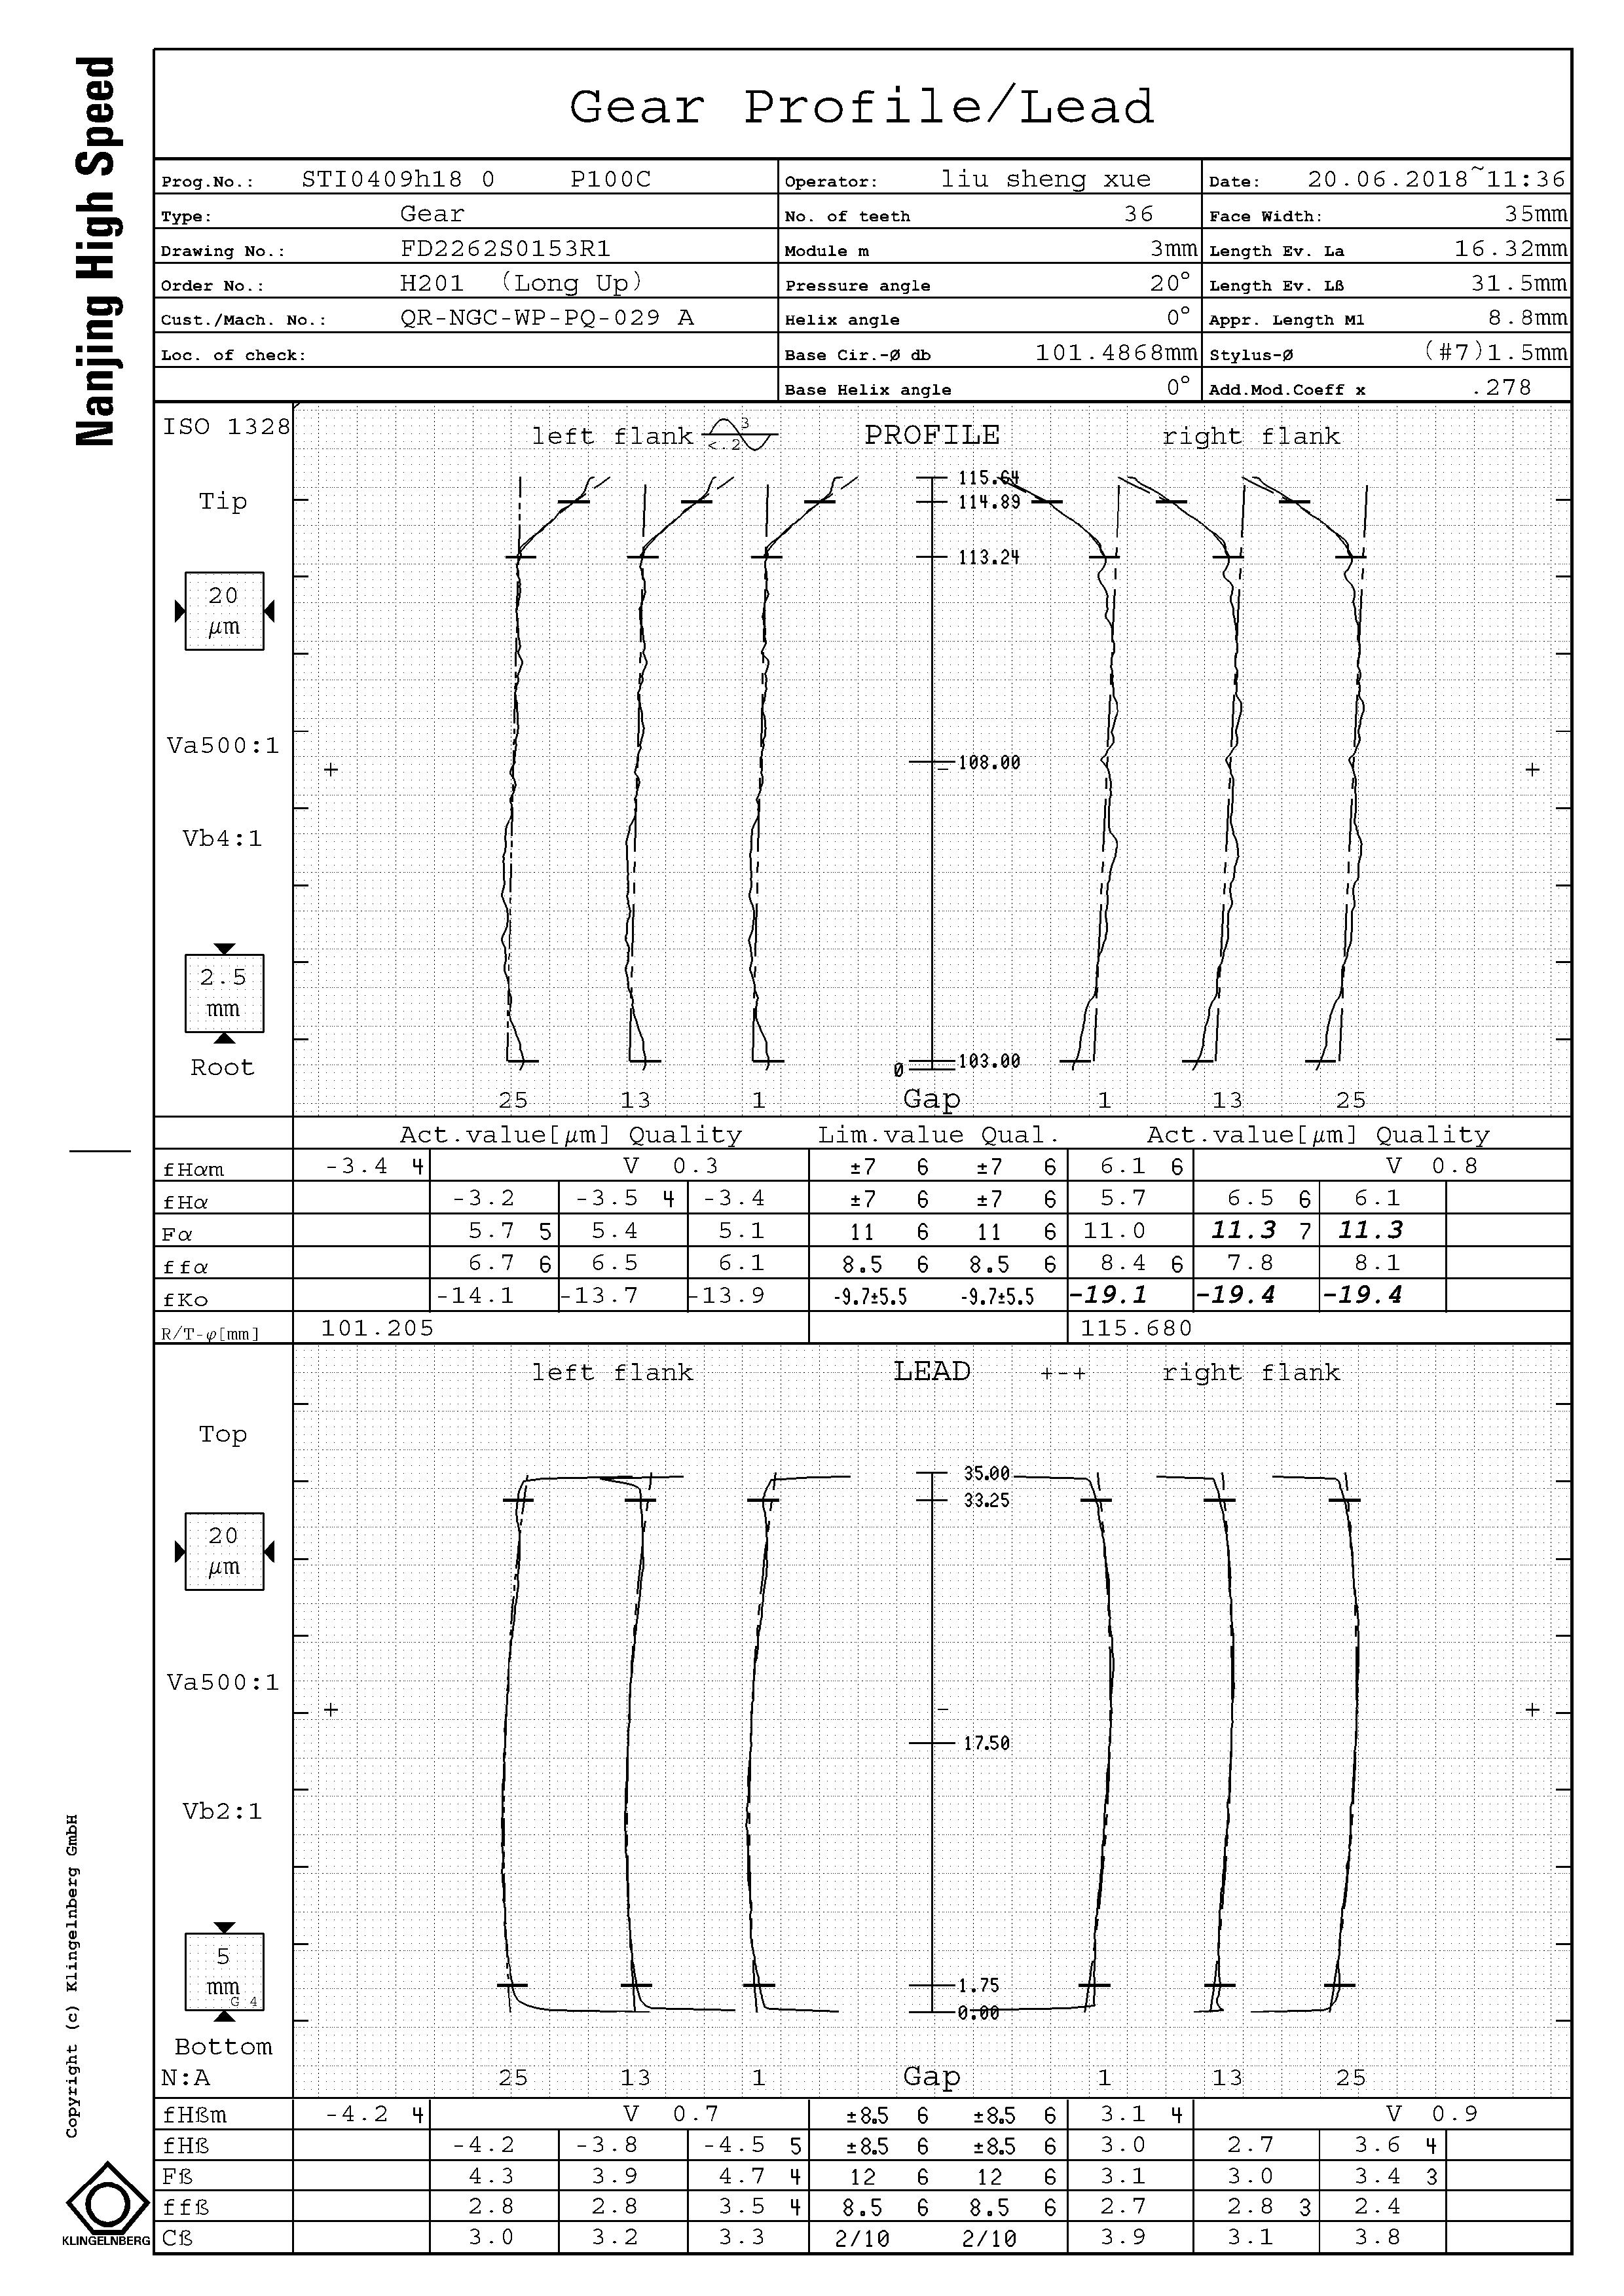 Nanjing High Speed
Gear Profile/Lead
Prog.No.: STI0409h18 0 P100C Operator: liu sheng xue Date: 20.06.2018~11:36
Type: Gear No. of teeth 36 Face Width: 35mm
Drawing No.: FD2262S0153R1 Module m 3mm Length Ev. La 16.32mm
Order No.: H201 (Long Up) Pressure angle 20° Length Ev. Lß 31.5mm
Cust./Mach. No.: QR-NGC-WP-PQ-029 A Helix angle 0° Appr. Length M1 8.8mm
Loc. of check: Base Cir.-Ø db 101.4868mm Stylus-Ø (#7)1.5mm
Base Helix angle 0° Add.Mod.Coeff x .278
ISO 1328 left flank 3 <.2 PROFILE right flank
115.64
Tip 114.89
113.24
20
µm
Va500:1
+ - 108.00 +
Vb4:1
2.5
mm
Root 103.00
Ø
25 13 1 Gap 1 13 25
Act.value[µm] Quality Lim.value Qual. Act.value[µm] Quality
fHαm -3.4 4 V 0.3 ±7 6 ±7 6 6.1 6 V 0.8
fHα -3.2 -3.5 4 -3.4 ±7 6 ±7 6 5.7 6.5 6 6.1
Fα 5.7 5 5.4 5.1 11 6 11 6 11.0 11.3 7 11.3
ffα 6.7 6 6.5 6.1 8.5 6 8.5 6 8.4 6 7.8 8.1
fKo -14.1 -13.7 -13.9 -9.7±5.5 -9.7±5.5 -19.1 -19.4 -19.4
R/T-φ[mm] 101.205 115.680
left flank LEAD +-+ right flank
Top
35.00
33.25
20
µm
Va500:1
+ - +
17.50
Vb2:1
5
mm
G 4
1.75
0.00
Bottom
N:A 25 13 1 Gap 1 13 25
fHßm -4.2 4 V 0.7 ±8.5 6 ±8.5 6 3.1 4 V 0.9
fHß -4.2 -3.8 -4.5 5 ±8.5 6 ±8.5 6 3.0 2.7 3.6 4
Fß 4.3 3.9 4.7 4 12 6 12 6 3.1 3.0 3.4 3
ffß 2.8 2.8 3.5 4 8.5 6 8.5 6 2.7 2.8 3 2.4
Cß 3.0 3.2 3.3 2/10 2/10 3.9 3.1 3.8
Copyright (c) Klingelnberg GmbH
KLINGELNBERG